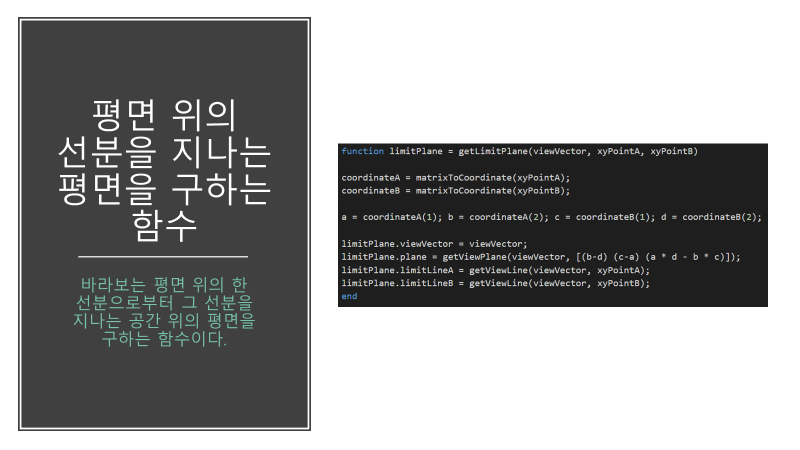 평면 위의
선분을 지나는
평면을 구하는
함수
바라보는 평면 위의 한
선분으로부터 그 선분을
지나는 공간 위의 평면을
구하는 함수이다.
function limitPlane = getLimitPlane(viewVector, xyPointA, xyPointB)
coordinateA = matrixToCoordinate(xyPointA);
coordinateB = matrixToCoordinate(xyPointB);
a = coordinateA(1); b = coordinateA(2); c = coordinateB(1); d = coordinateB(2);
limitPlane.viewVector = viewVector;
limitPlane.plane = getViewPlane(viewVector, [(b-d) (c-a) (a * d - b * c)]);
limitPlane.limitLineA = getViewLine(viewVector, xyPointA);
limitPlane.limitLineB = getViewLine(viewVector, xyPointB);
end